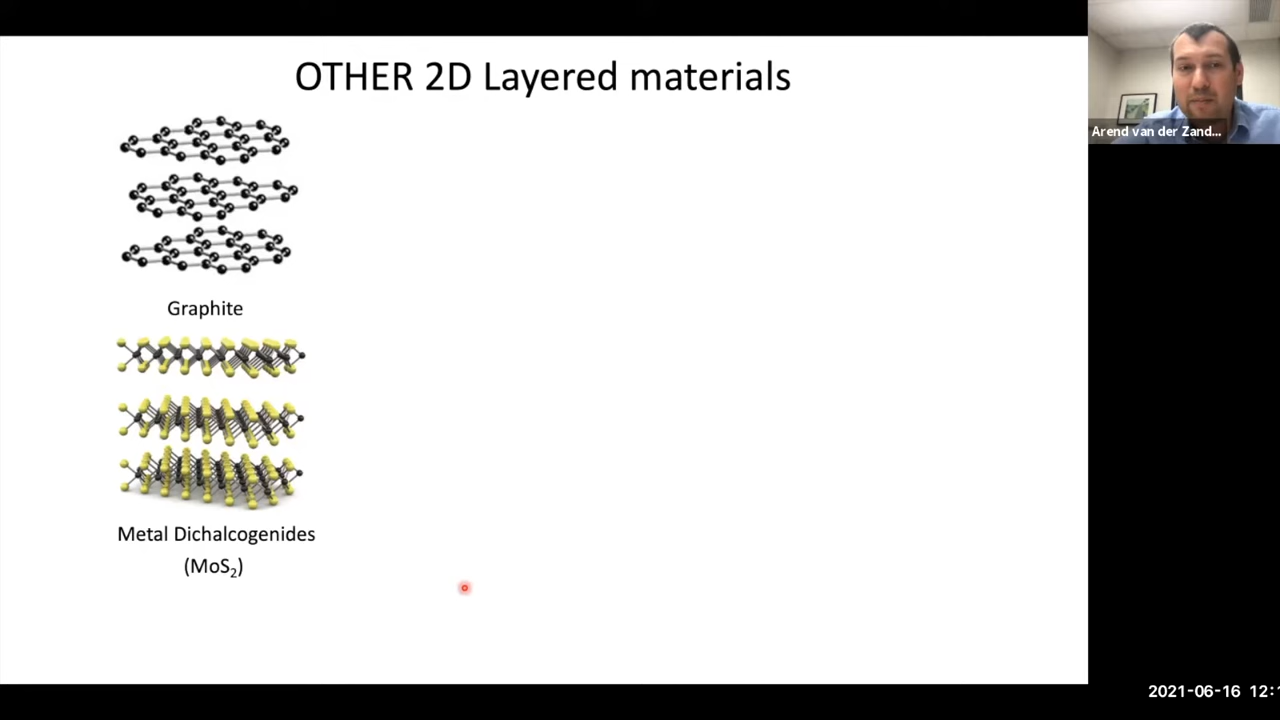 OTHER 2D Layered materials
Arend van der Zand...
Graphite
Metal Dichalcogenides
(MoS₂)
2021-06-16 12:1